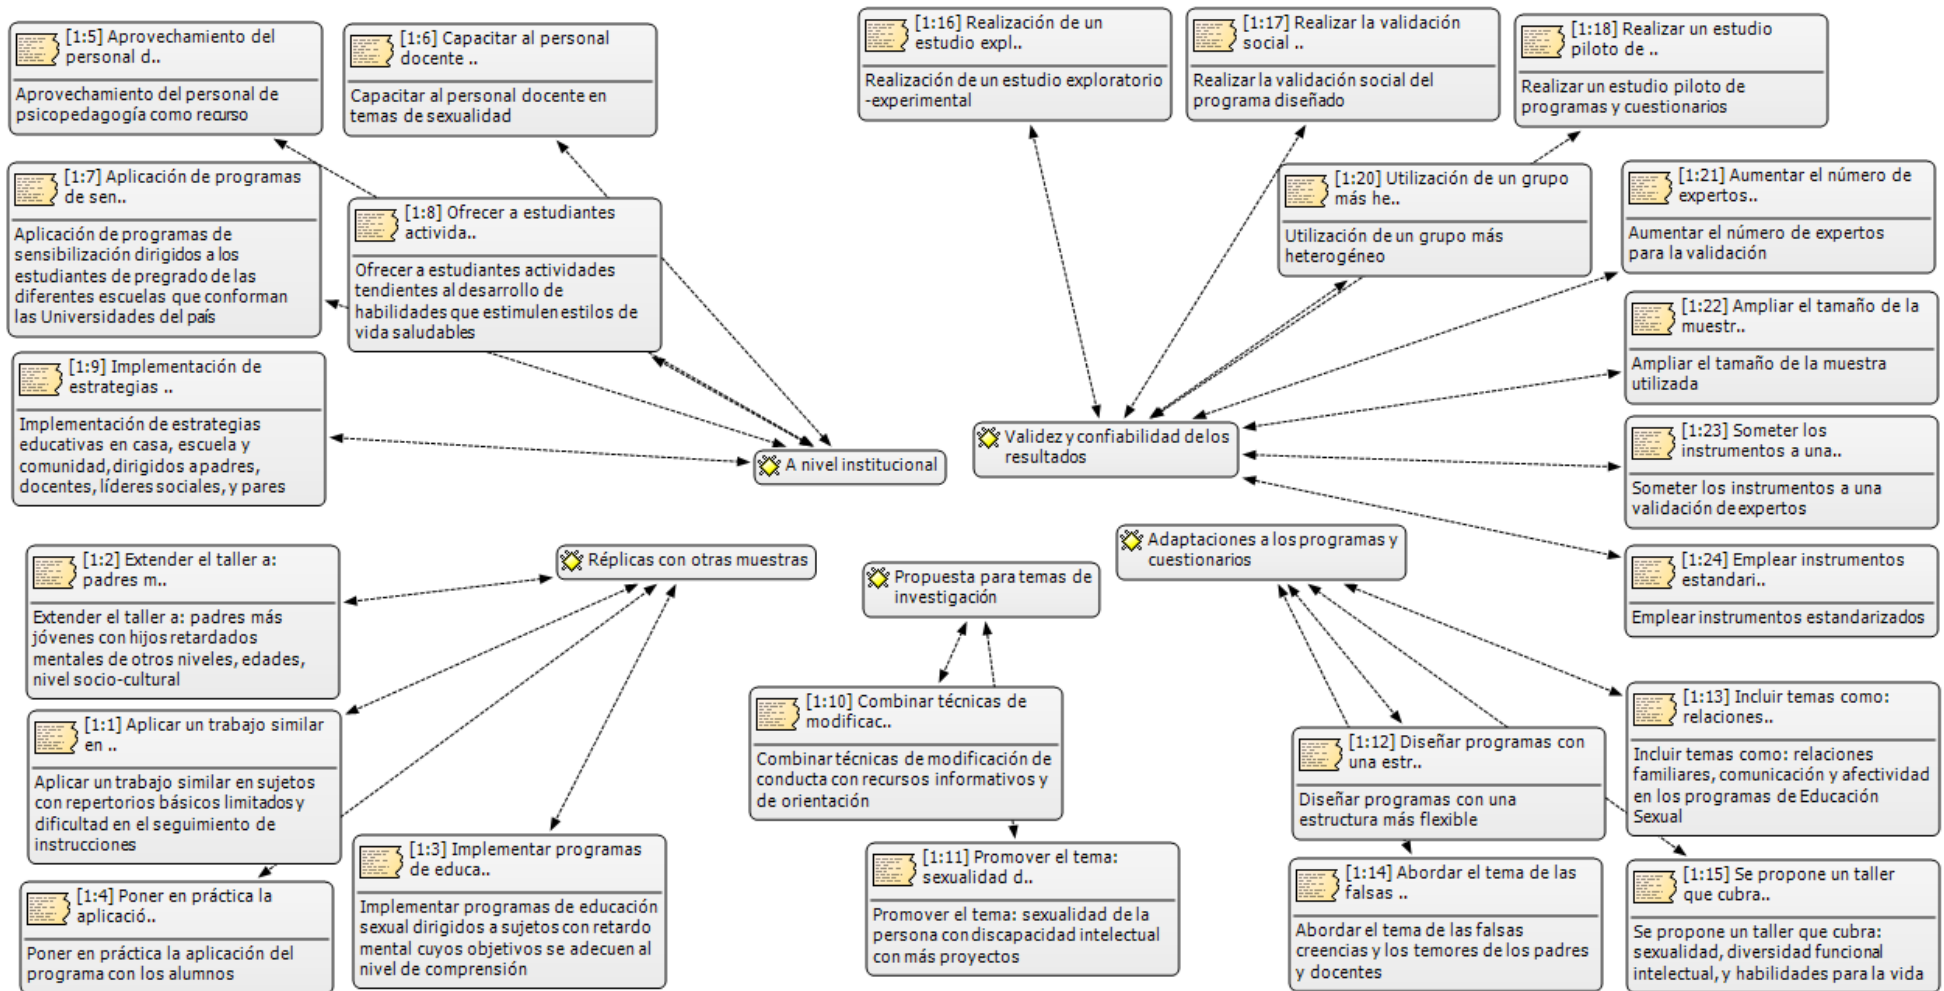 [1:5] Aprovechamiento del
personal d..
Aprovechamiento del personal de
psicopedagogía como recurso
[1:6] Capacitar al personal
docente ..
Capacitar al personal docente en
temas de sexualidad
[1:16] Realización de un
estudio expl..
Realización de un estudio exploratorio
-experimental
[1:17] Realizar la validación
social ..
Realizar la validación social del
programa diseñado
[1:18] Realizar un estudio
piloto de ..
Realizar un estudio piloto de
programas y cuestionarios
[1:7] Aplicación de programas
de sen..
Aplicación de programas de
sensibilización dirigidos a los
estudiantes de pregrado de las
diferentes escuelas que conforman
las Universidades del país
[1:8] Ofrecer a estudiantes
activida..
Ofrecer a estudiantes actividades
tendientes al desarrollo de
habilidades que estimulen estilos de
vida saludables
[1:20] Utilización de un grupo
más he..
Utilización de un grupo más
heterogéneo
[1:21] Aumentar el número de
expertos..
Aumentar el número de expertos
para la validación
[1:22] Ampliar el tamaño de la
muestr..
Ampliar el tamaño de la muestra
utilizada
[1:9] Implementación de
estrategias ..
Implementación de estrategias
educativas en casa, escuela y
comunidad, dirigidos a padres,
docentes, líderes sociales, y pares
A nivel institucional
Validez y confiabilidad de los
resultados
[1:23] Someter los
instrumentos a una..
Someter los instrumentos a una
validación de expertos
[1:24] Emplear instrumentos
estandari..
Emplear instrumentos estandarizados
[1:2] Extender el taller a:
padres m..
Extender el taller a: padres más
jóvenes con hijos retardados
mentales de otros niveles, edades,
nivel socio-cultural
Réplicas con otras muestras
Propuesta para temas de
investigación
Adaptaciones a los programas y
cuestionarios
[1:1] Aplicar un trabajo similar
en ..
Aplicar un trabajo similar en sujetos
con repertorios básicos limitados y
dificultad en el seguimiento de
instrucciones
[1:10] Combinar técnicas de
modificac..
Combinar técnicas de modificación de
conducta con recursos informativos y
de orientación
[1:12] Diseñar programas con
una estr..
Diseñar programas con una
estructura más flexible
[1:13] Incluir temas como:
relaciones..
Incluir temas como: relaciones
familiares, comunicación y afectividad
en los programas de Educación
Sexual
[1:4] Poner en práctica la
aplicació..
Poner en práctica la aplicación del
programa con los alumnos
[1:3] Implementar programas
de educa..
Implementar programas de educación
sexual dirigidos a sujetos con retardo
mental cuyos objetivos se adecuen al
nivel de comprensión
[1:11] Promover el tema:
sexualidad d..
Promover el tema: sexualidad de la
persona con discapacidad intelectual
con más proyectos
[1:14] Abordar el tema de las
falsas ..
Abordar el tema de las falsas
creencias y los temores de los padres
y docentes
[1:15] Se propone un taller
que cubra..
Se propone un taller que cubra:
sexualidad, diversidad funcional
intelectual, y habilidades para la vida